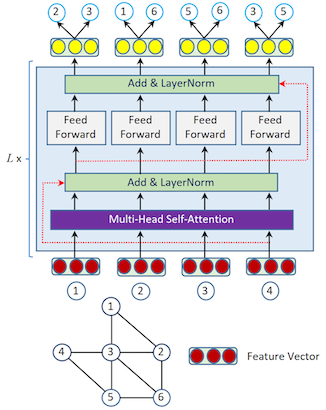 2 3 1 6 5 6 3 5
Add & LayerNorm
Feed Forward Feed Forward Feed Forward Feed Forward
L x
Add & LayerNorm
Multi-Head Self-Attention
1 2 3 4
1
4 3 2
5 6
Feature Vector